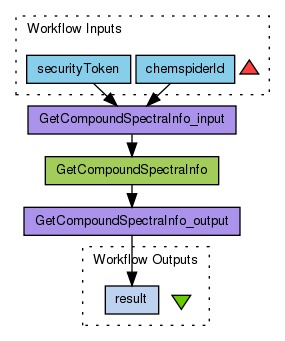 Workflow Inputs
securityToken
chemspiderId
GetCompoundSpectraInfo_input
GetCompoundSpectraInfo
GetCompoundSpectraInfo_output
Workflow Outputs
result